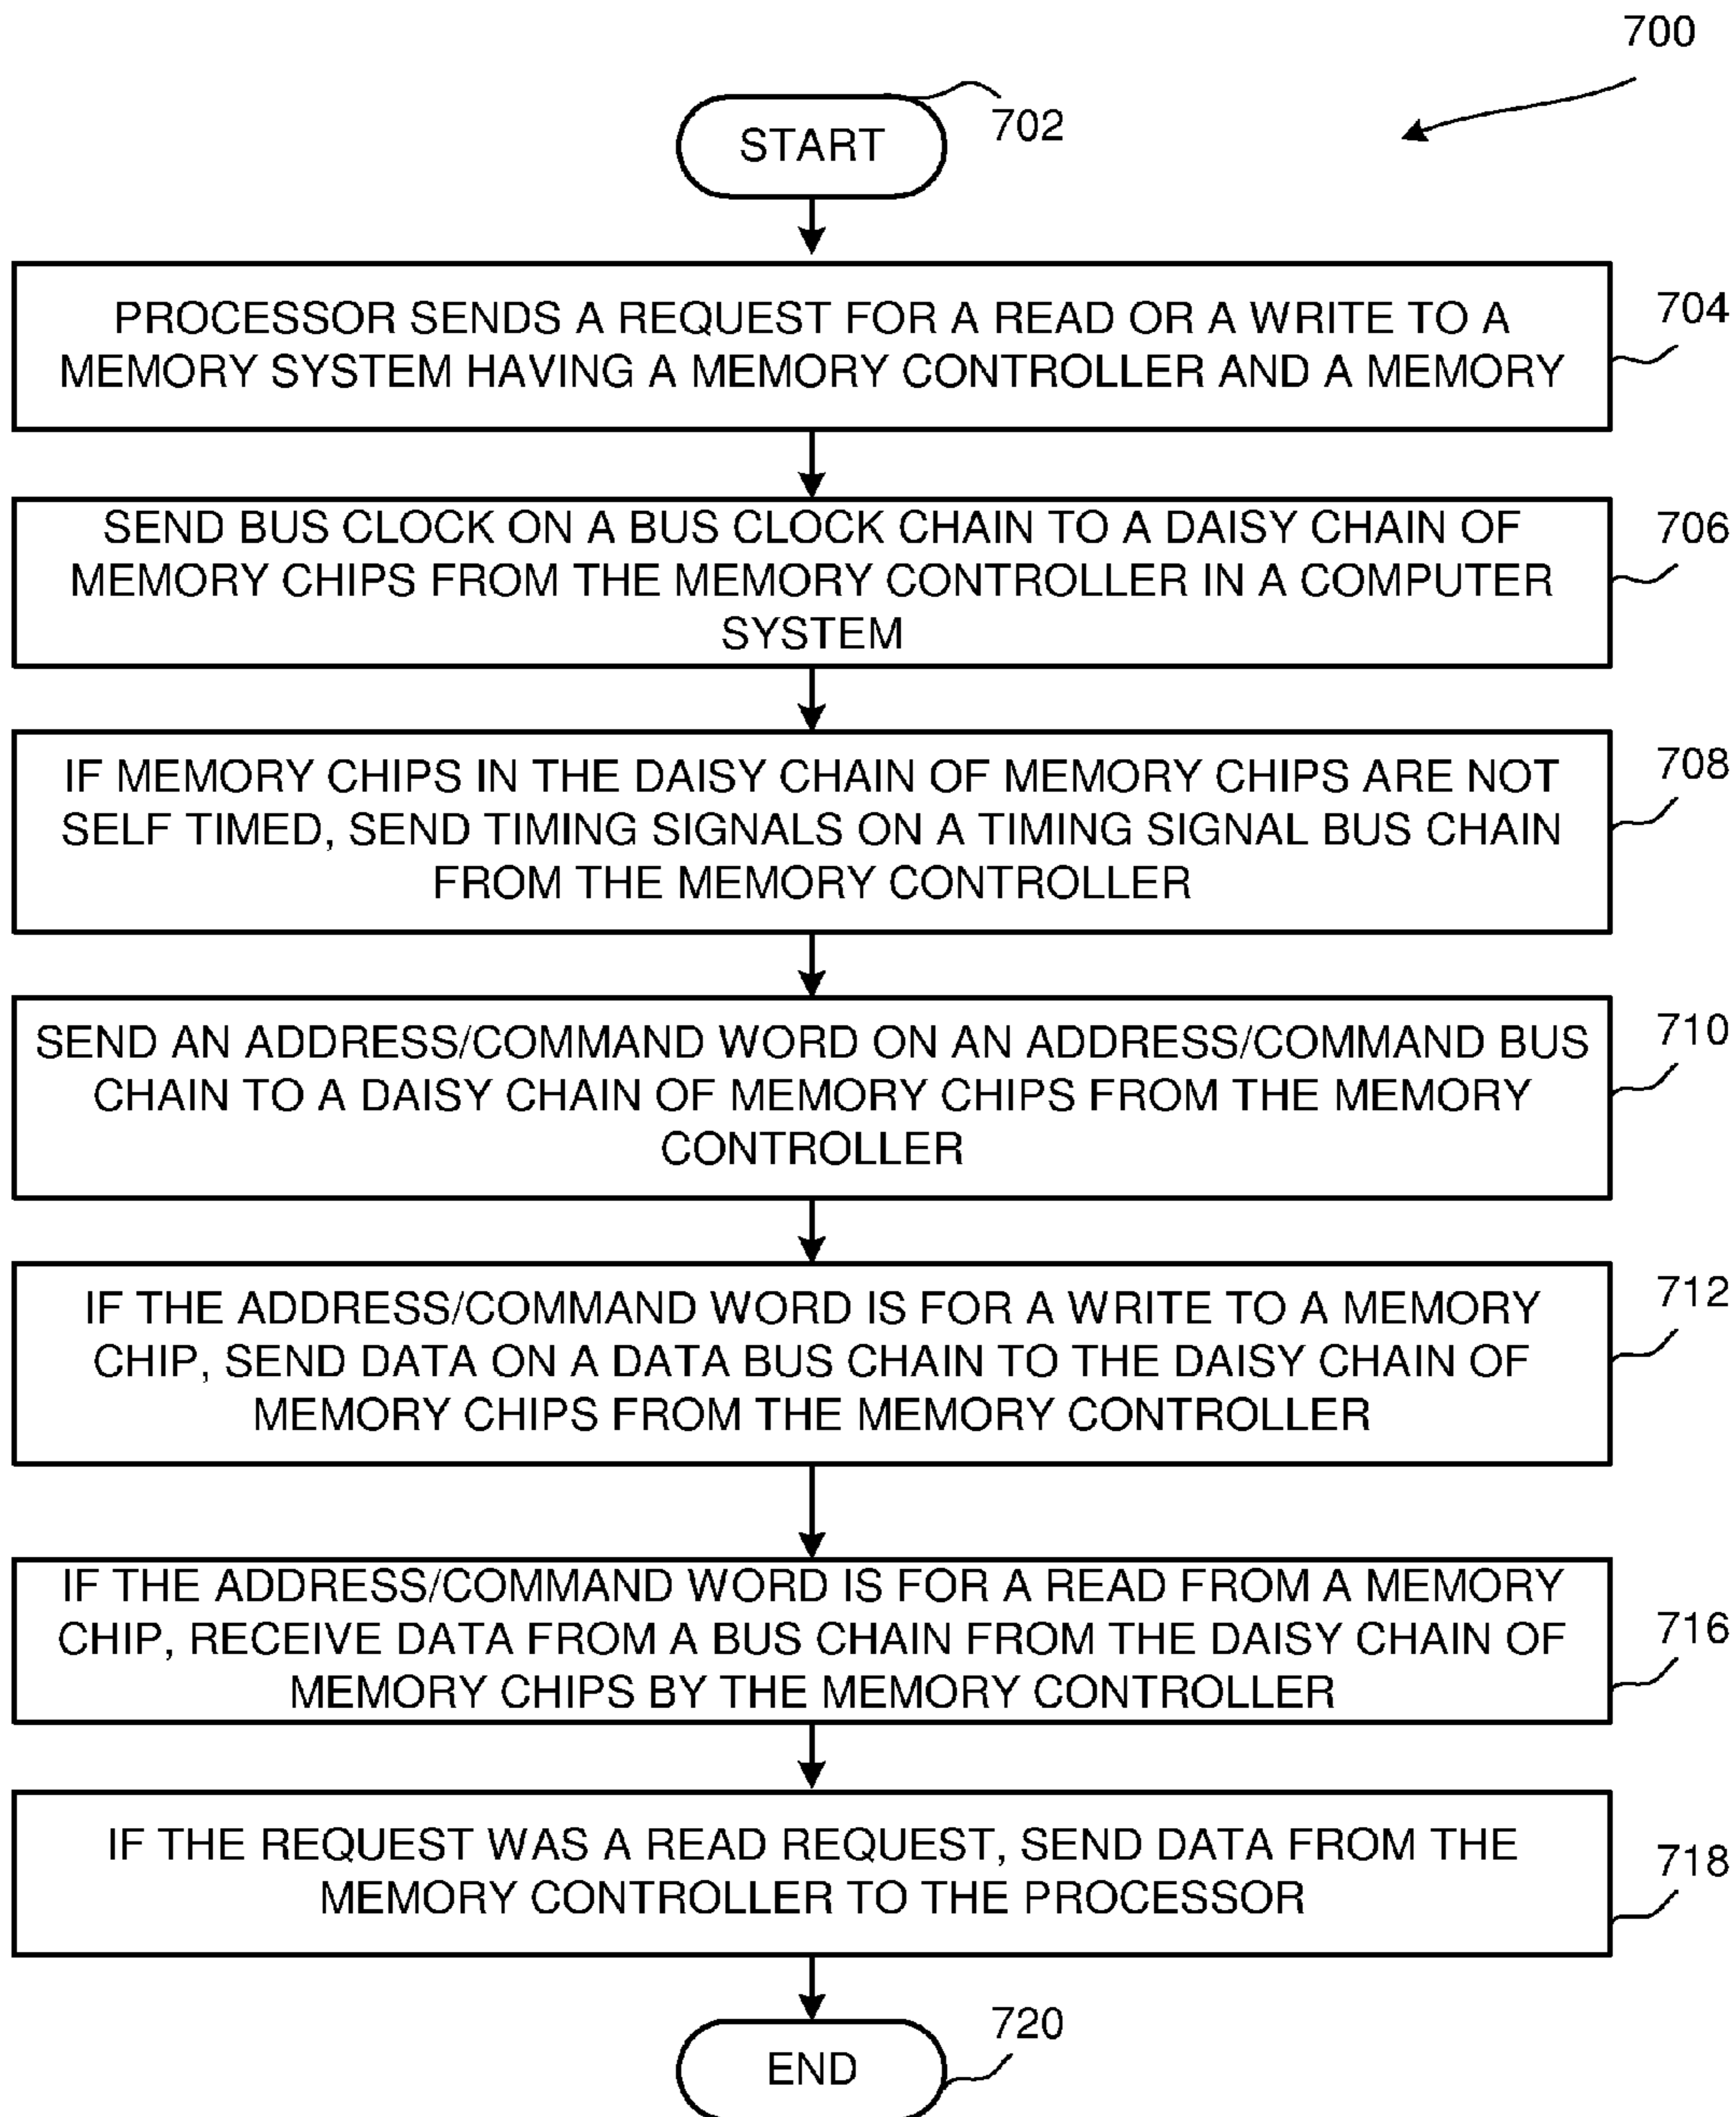 700
START
702
PROCESSOR SENDS A REQUEST FOR A READ OR A WRITE TO A
MEMORY SYSTEM HAVING A MEMORY CONTROLLER AND A MEMORY
704
SEND BUS CLOCK ON A BUS CLOCK CHAIN TO A DAISY CHAIN OF
MEMORY CHIPS FROM THE MEMORY CONTROLLER IN A COMPUTER
SYSTEM
706
IF MEMORY CHIPS IN THE DAISY CHAIN OF MEMORY CHIPS ARE NOT
SELF TIMED, SEND TIMING SIGNALS ON A TIMING SIGNAL BUS CHAIN
FROM THE MEMORY CONTROLLER
708
SEND AN ADDRESS/COMMAND WORD ON AN ADDRESS/COMMAND BUS
CHAIN TO A DAISY CHAIN OF MEMORY CHIPS FROM THE MEMORY
CONTROLLER
710
IF THE ADDRESS/COMMAND WORD IS FOR A WRITE TO A MEMORY
CHIP, SEND DATA ON A DATA BUS CHAIN TO THE DAISY CHAIN OF
MEMORY CHIPS FROM THE MEMORY CONTROLLER
712
IF THE ADDRESS/COMMAND WORD IS FOR A READ FROM A MEMORY
CHIP, RECEIVE DATA FROM A BUS CHAIN FROM THE DAISY CHAIN OF
MEMORY CHIPS BY THE MEMORY CONTROLLER
716
IF THE REQUEST WAS A READ REQUEST, SEND DATA FROM THE
MEMORY CONTROLLER TO THE PROCESSOR
718
END
720